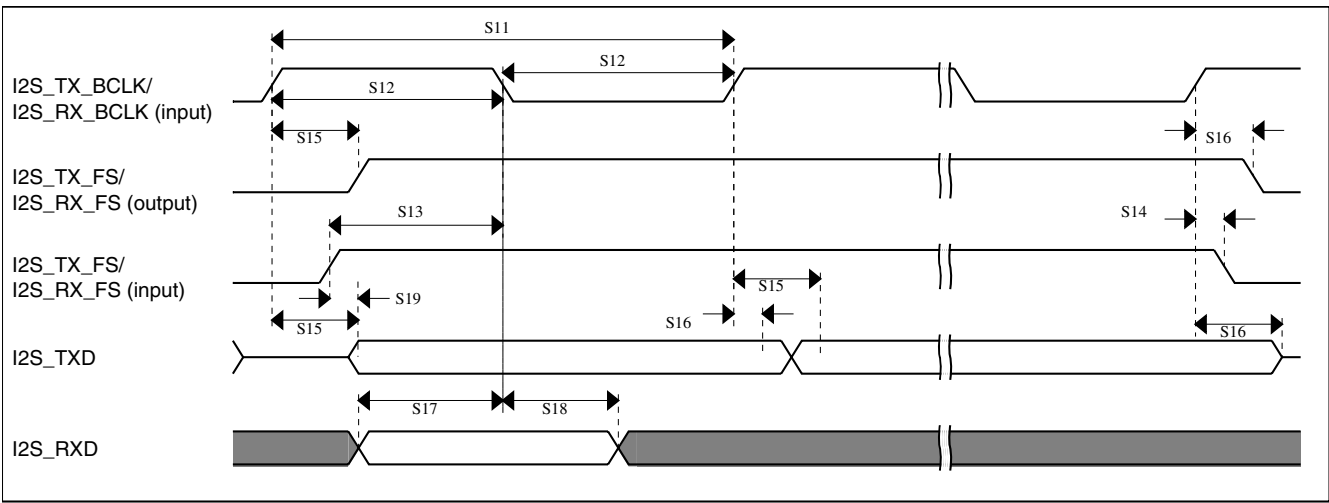 S11
I2S_TX_BCLK/
I2S_RX_BCLK (input)
S12
S12
S15
S16
I2S_TX_FS/
I2S_RX_FS (output)
S13
S14
I2S_TX_FS/
I2S_RX_FS (input)
S15
S19
S16
S15
S16
I2S_TXD
S17
S18
I2S_RXD